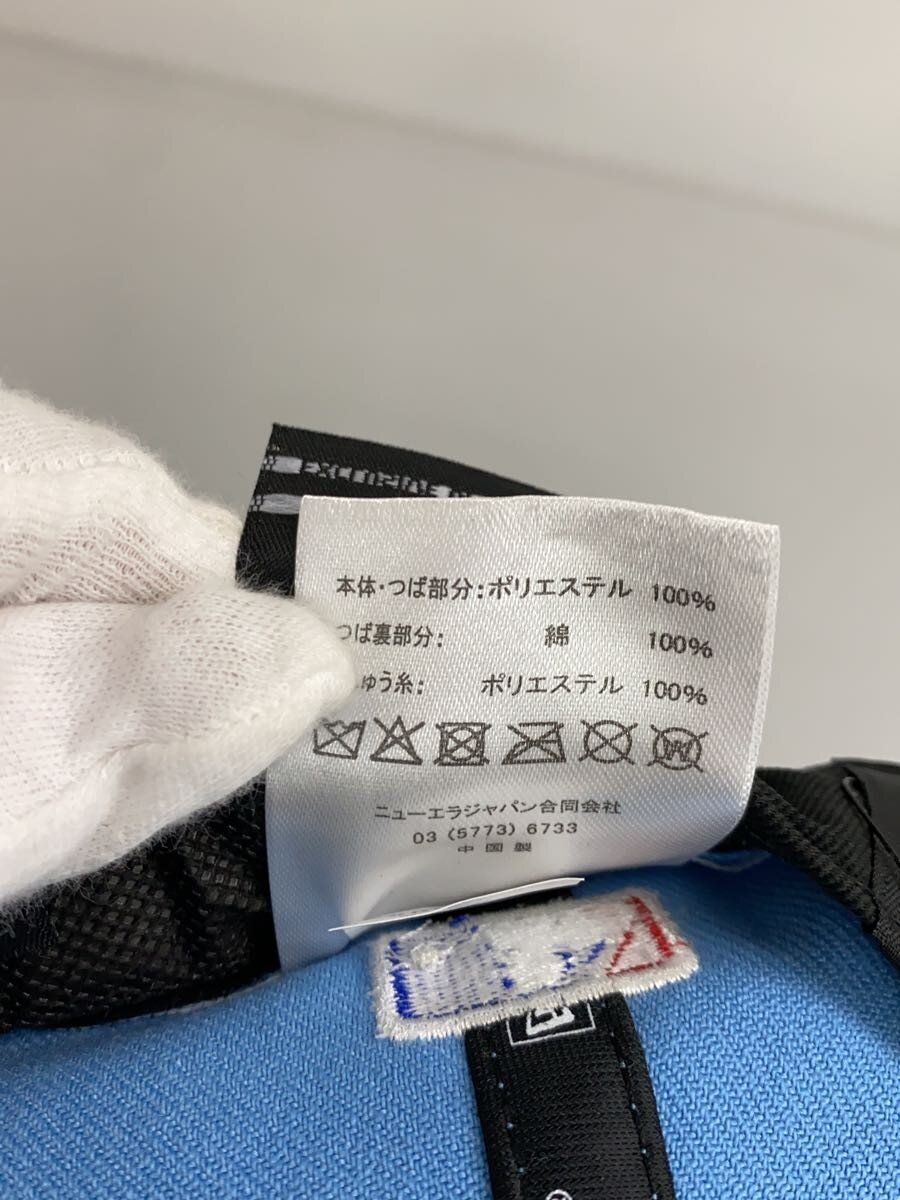 EXCLUSIVE
本体・つば部分:ポリエステル 100%
つば裏部分: 綿 100%
しゅう糸: ポリエステル 100%
ニューエラジャパン合同会社
03 (5773) 6733
中国製